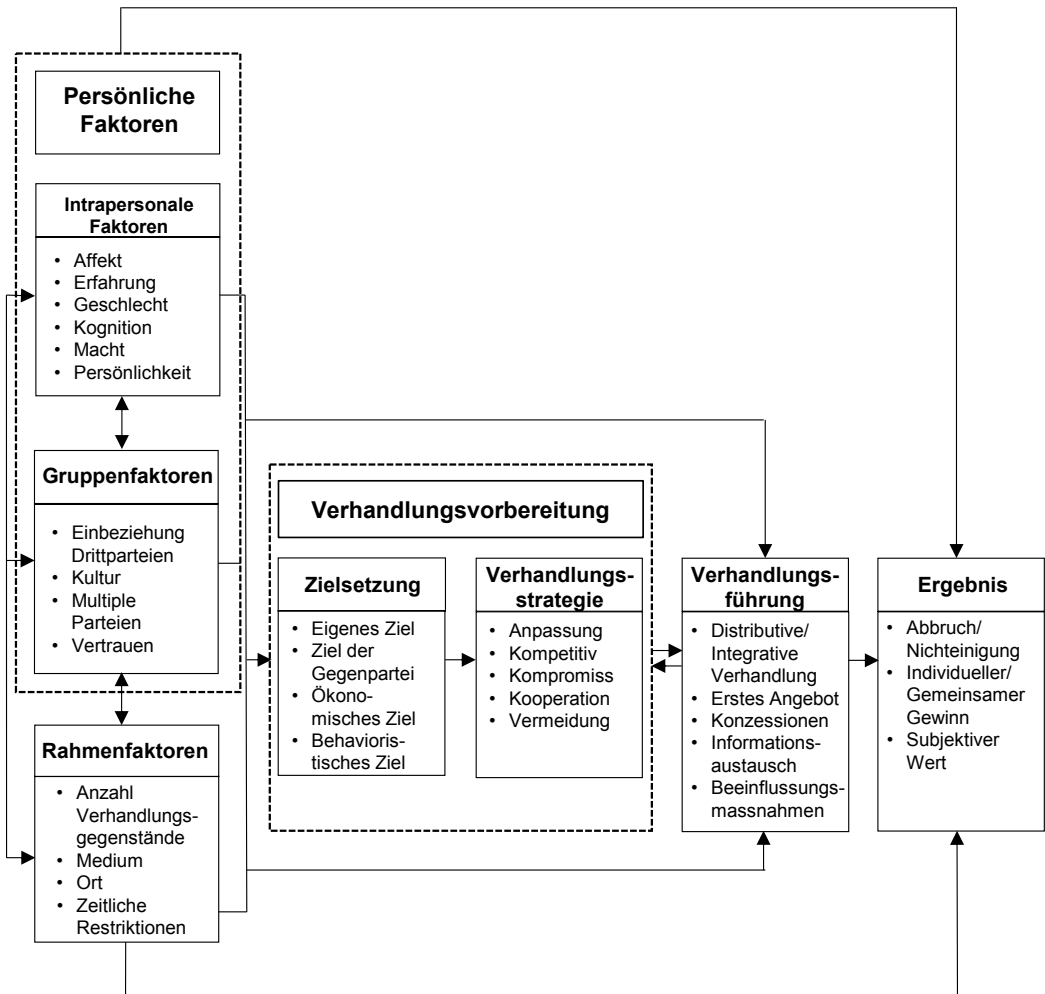 Persönliche
Faktoren
Intrapersonale
Faktoren
• Affekt
• Erfahrung
• Geschlecht
• Kognition
• Macht
• Persönlichkeit
Gruppenfaktoren
• Einbeziehung
Drittparteien
• Kultur
• Multiple
Parteien
• Vertrauen
Rahmenfaktoren
• Anzahl
Verhandlungs-
gegenstände
• Medium
• Ort
• Zeitliche
Restriktionen
Verhandlungsvorbereitung
Zielsetzung
• Eigenes Ziel
• Ziel der
Gegenpartei
• Ökono-
misches Ziel
• Behavioris-
tisches Ziel
Verhandlungs-
strategie
• Anpassung
• Kompetitiv
• Kompromiss
• Kooperation
• Vermeidung
Verhandlungs-
führung
• Distributive/
Integrative
Verhandlung
• Erstes Angebot
• Konzessionen
• Informations-
austausch
• Beeinflussungs-
massnahmen
Ergebnis
• Abbruch/
Nichteinigung
• Individueller/
Gemeinsamer
Gewinn
• Subjektiver
Wert